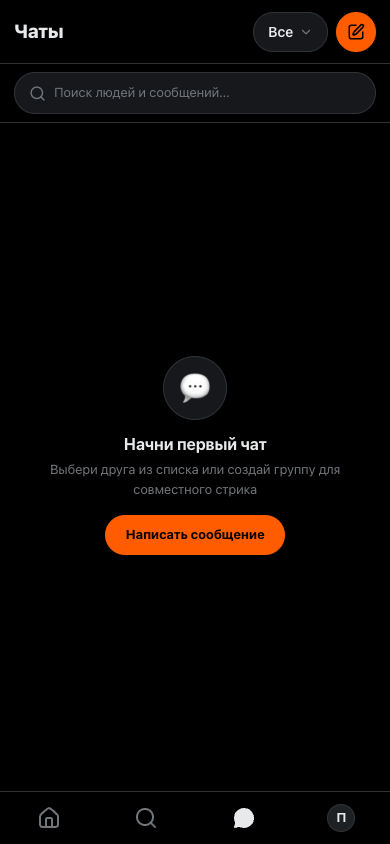 Чаты
Все
Поиск людей и сообщений...
Начни первый чат
Выбери друга из списка или создай группу для
совместного стрика
Написать сообщение
П